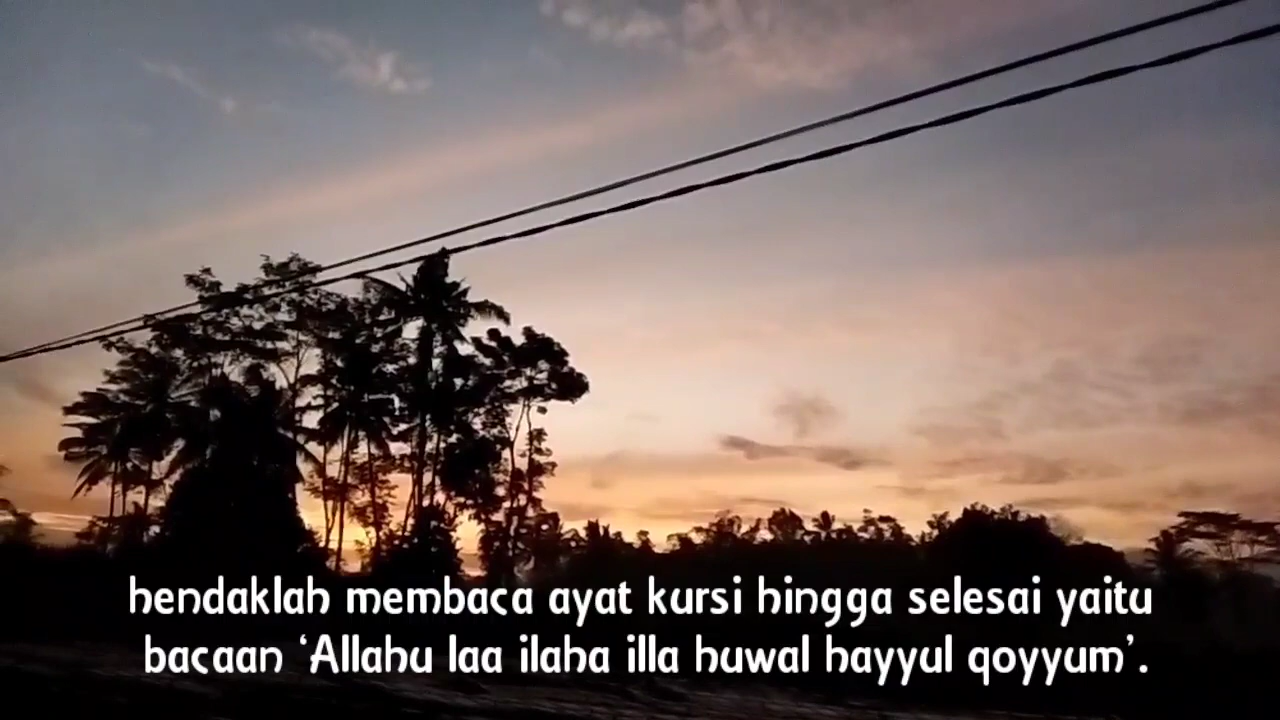 hendaklah membaca ayat kursi hingga selesai yaitu
bacaan ‘Allahu laa ilaha illa huwal hayyul qoyyum’.